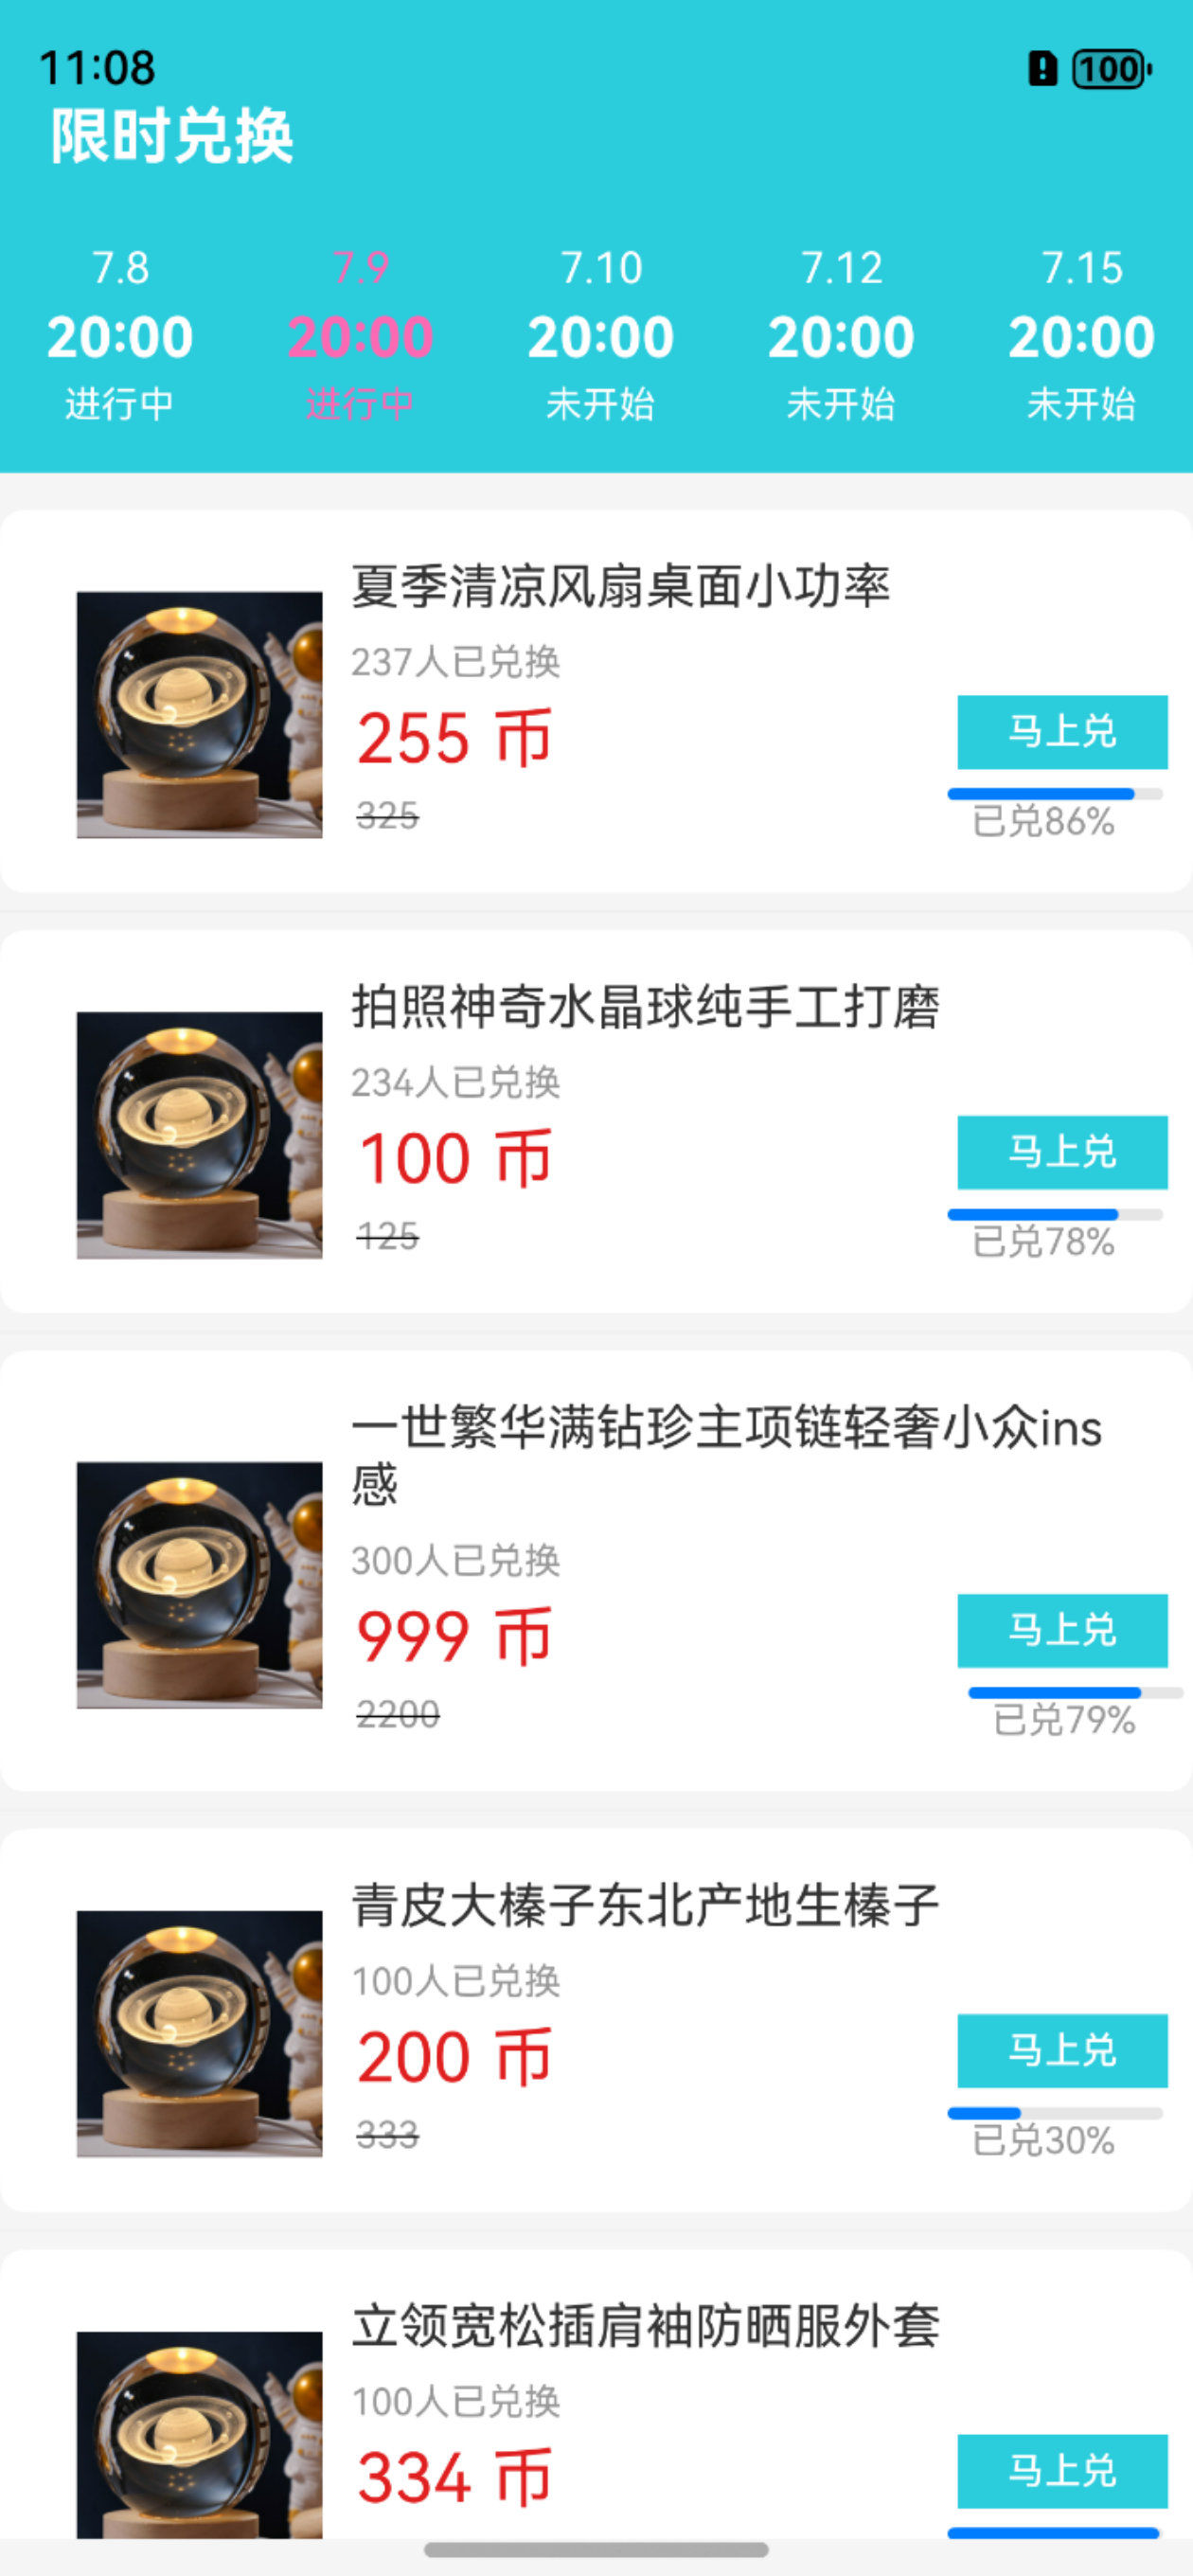 11:08
100
限时兑换
7.8 7.9 7.10 7.12 7.15
20:00 20:00 20:00 20:00 20:00
进行中 进行中 未开始 未开始 未开始
夏季清凉风扇桌面小功率
237人已兑换
255 币
马上兑
325
已兑86%
拍照神奇水晶球纯手工打磨
234人已兑换
100 币
马上兑
125
已兑78%
一世繁华满钻珍主项链轻奢小众ins
感
300人已兑换
999 币
马上兑
2200
已兑79%
青皮大榛子东北产地生榛子
100人已兑换
200 币
马上兑
333
已兑30%
立领宽松插肩袖防晒服外套
100人已兑换
334 币
马上兑